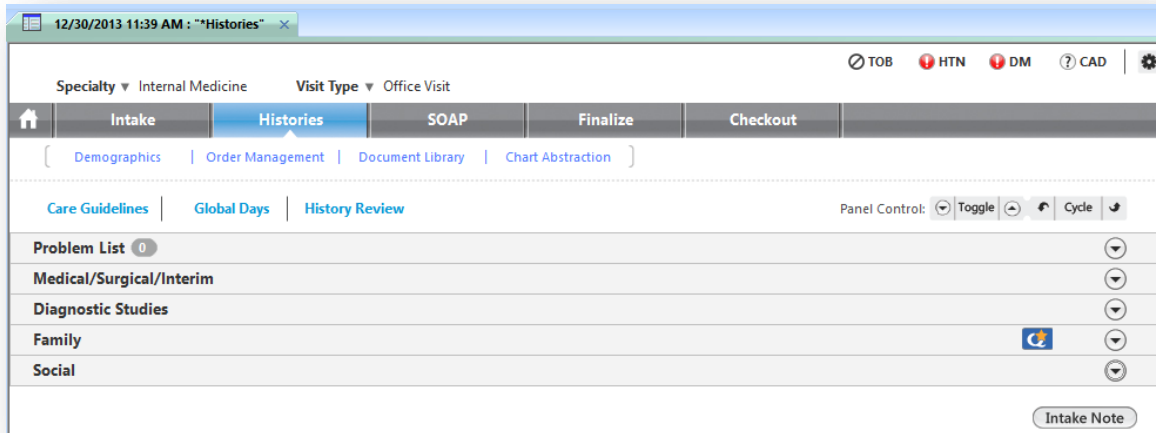 12/30/2013 11:39 AM : "*Histories"
TOB HTN DM ? CAD
Specialty Internal Medicine Visit Type Office Visit
Intake Histories SOAP Finalize Checkout
[ Demographics | Order Management | Document Library | Chart Abstraction ]
Care Guidelines | Global Days | History Review Panel Control: Toggle Cycle
Problem List 0
Medical/Surgical/Interim
Diagnostic Studies
Family
Social
Intake Note